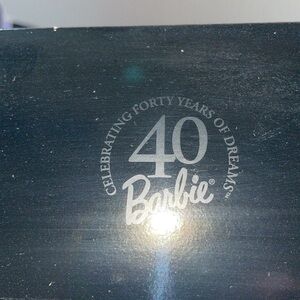 CELEBRATING FORTY YEARS OF DREAMS™
40
Barbie®